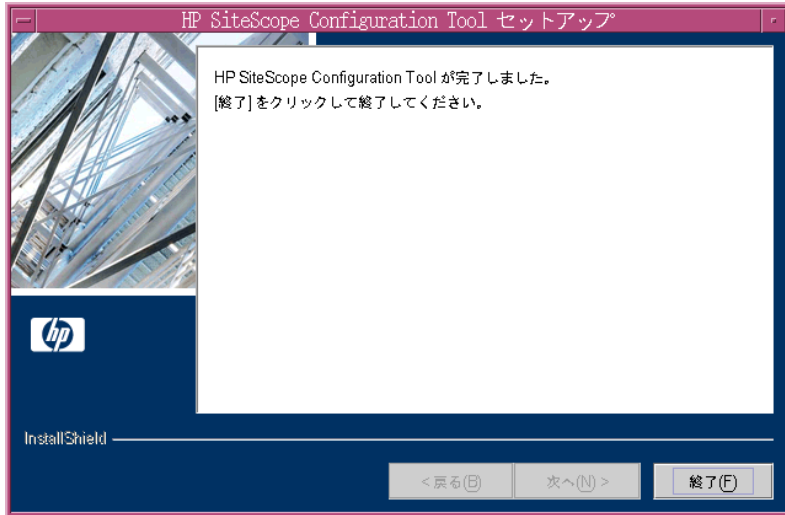 HP SiteScope Configuration Tool セットアップ
HP SiteScope Configuration Tool が完了しました。
[終了] をクリックして終了してください。
hp
InstallShield
< 戻る(B)
次へ(N) >
終了(F)